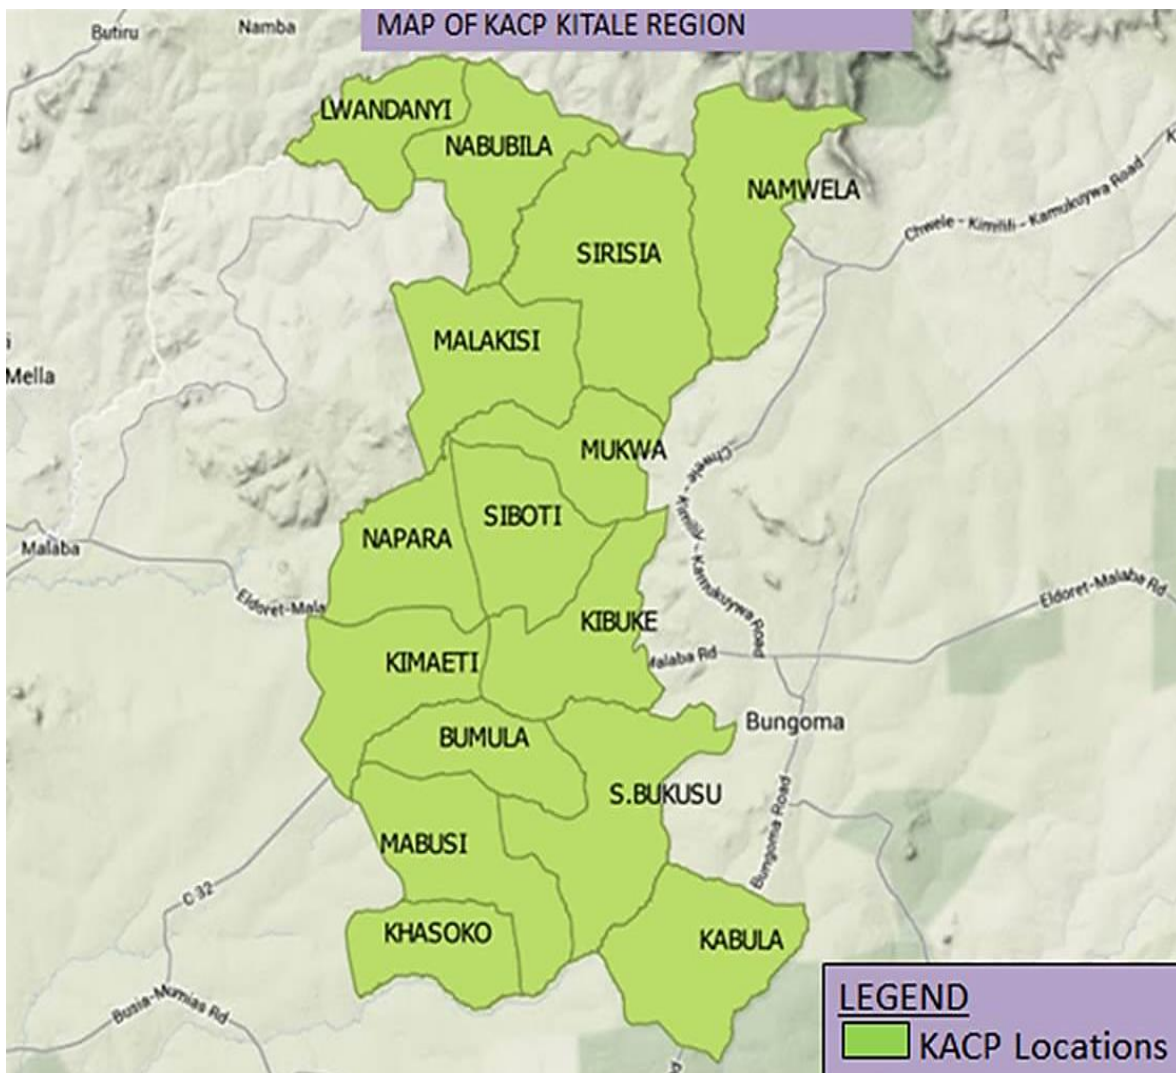 MAP OF KACP KITALE REGION
Butiru
Namba
LWANDANYI
NABUBILA
NAMWELA
Chwele - Kimilili - Kamukuywa Road
SIRISIA
MALAKISI
Mella
MUKWA
Chwele - Kimilili - Kamukuywa Road
SIBOTI
NAPARA
Malaba
Eldoret-Mala
Eldoret-Malaba Rd
KIBUKE
KIMAETI
Malaba Rd
Bungoma
BUMULA
S.BUKUSU
Bungoma Road
MABUSI
C 32
KHASOKO
KABULA
Busia-Mumias Rd
LEGEND
KACP Locations